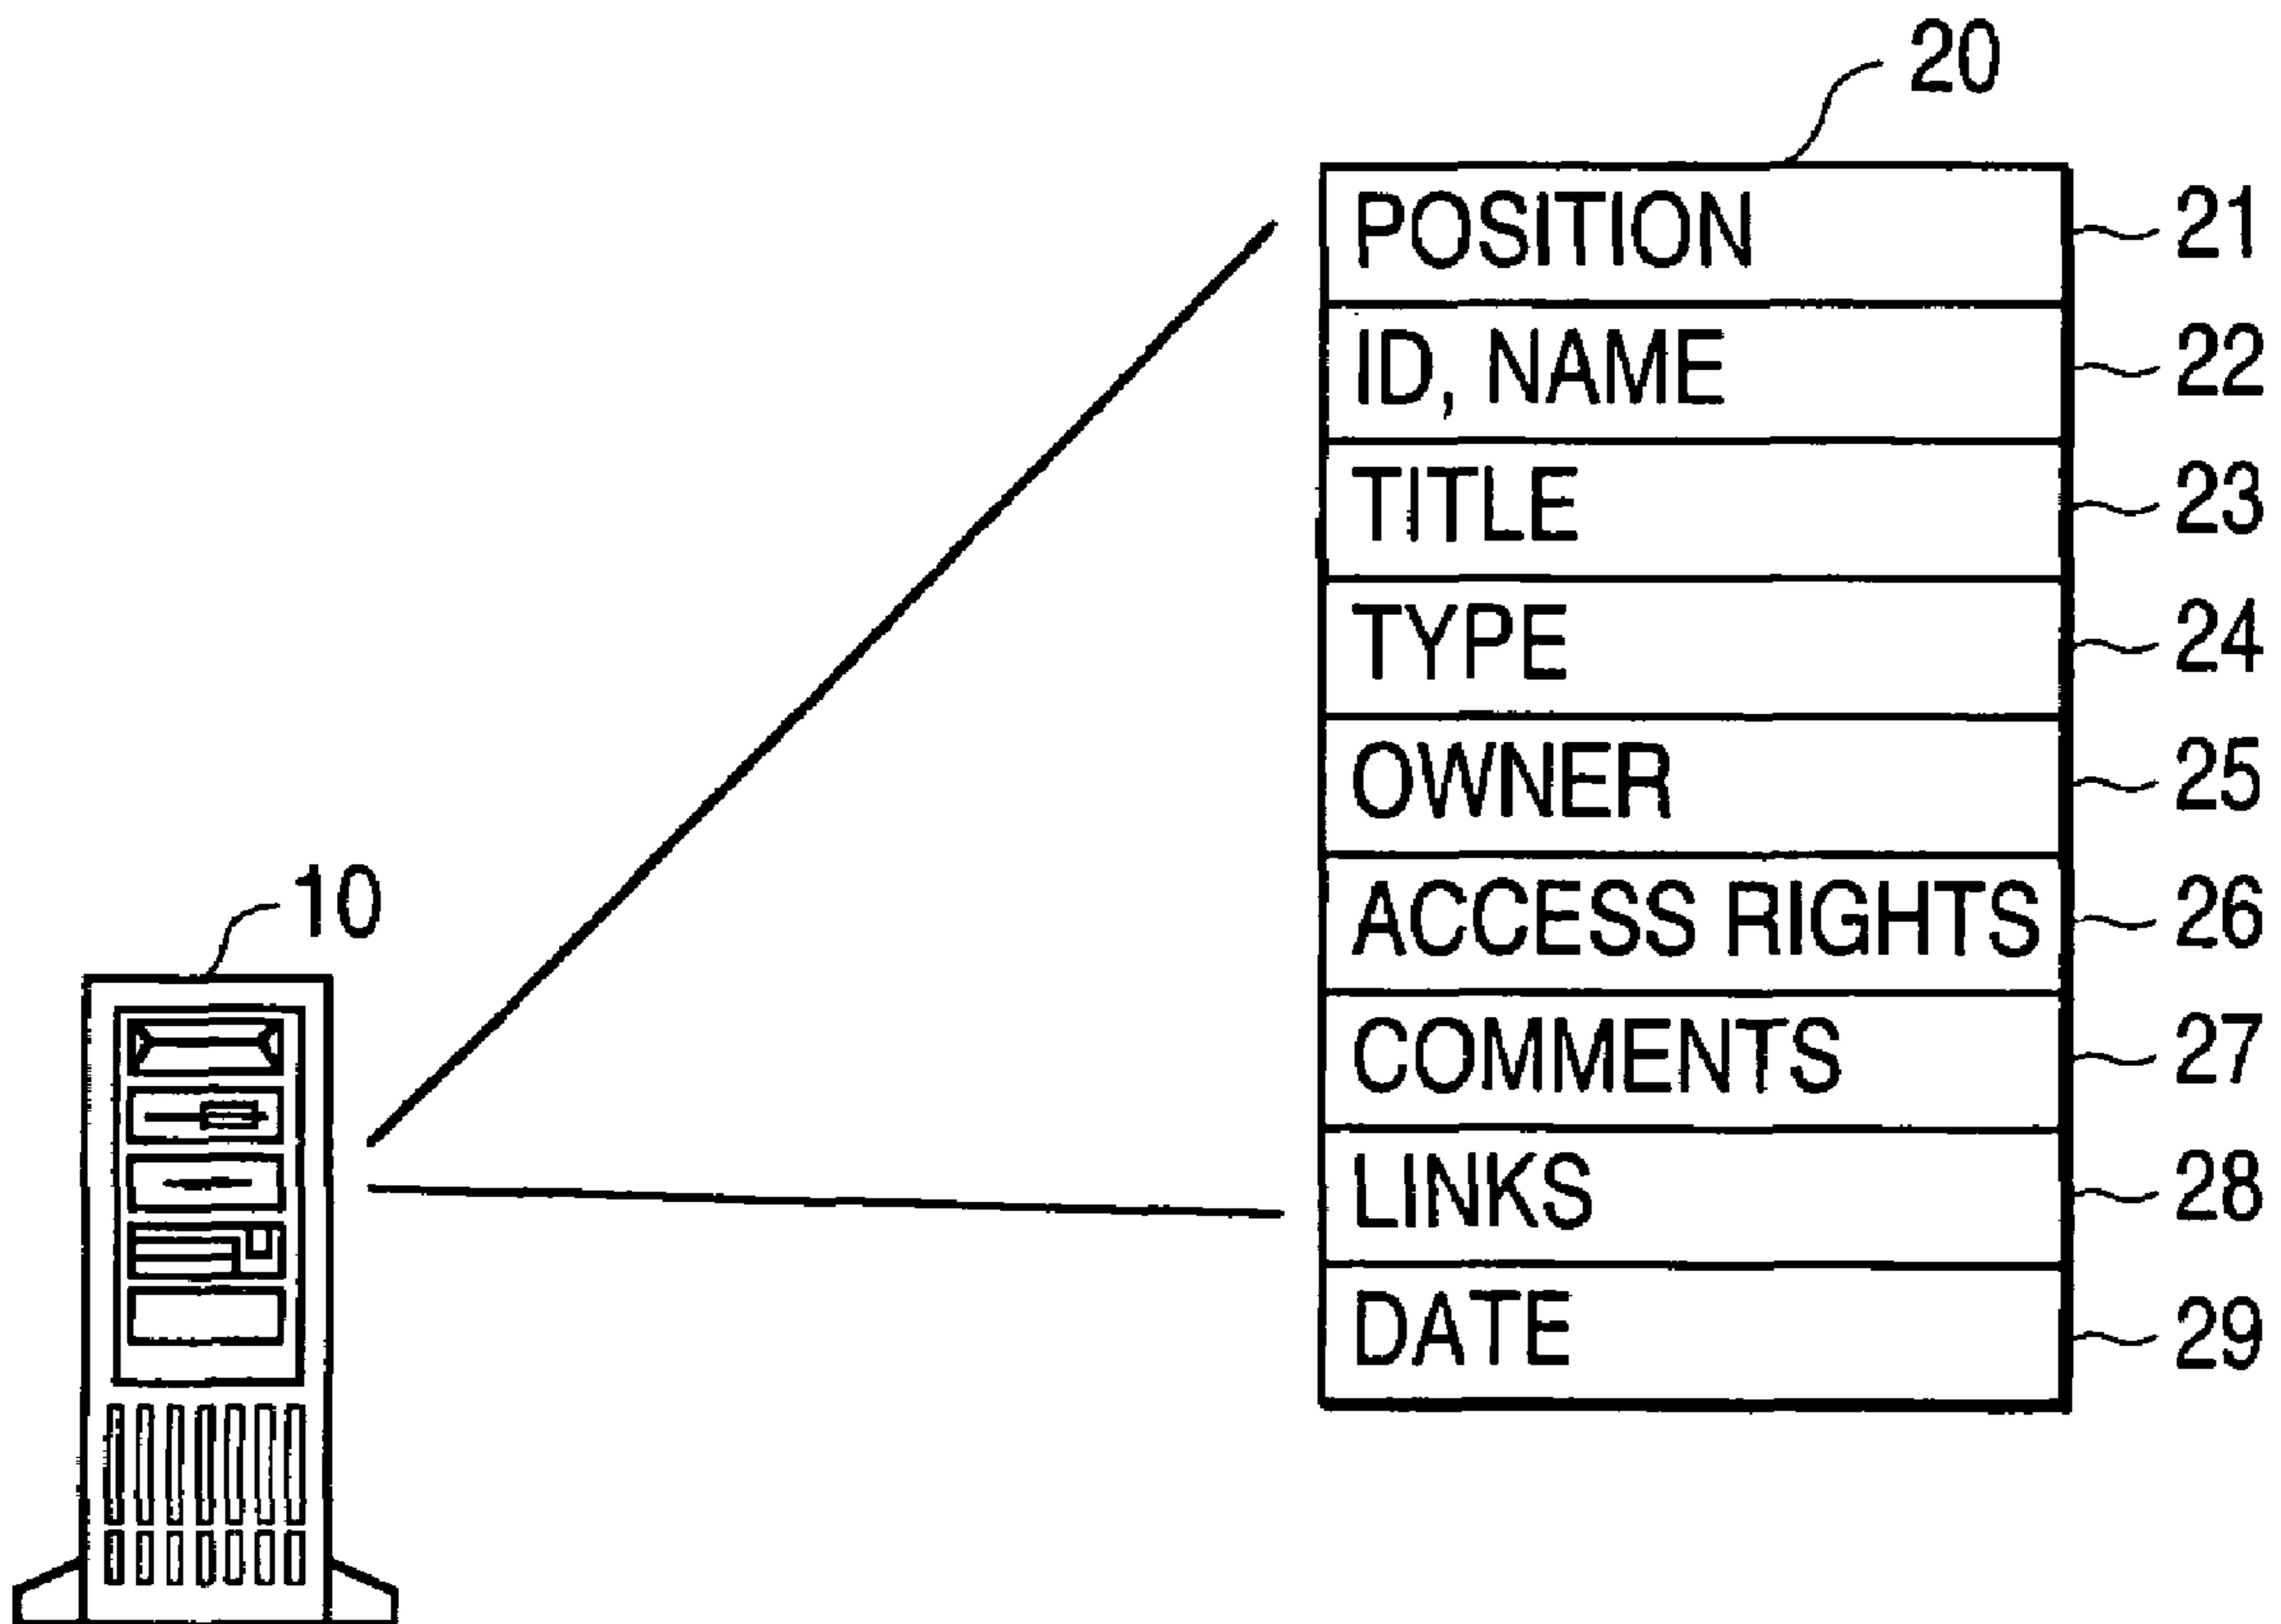 20
POSITION 21
ID, NAME 22
TITLE 23
TYPE 24
OWNER 25
ACCESS RIGHTS 26
COMMENTS 27
LINKS 28
DATE 29
10